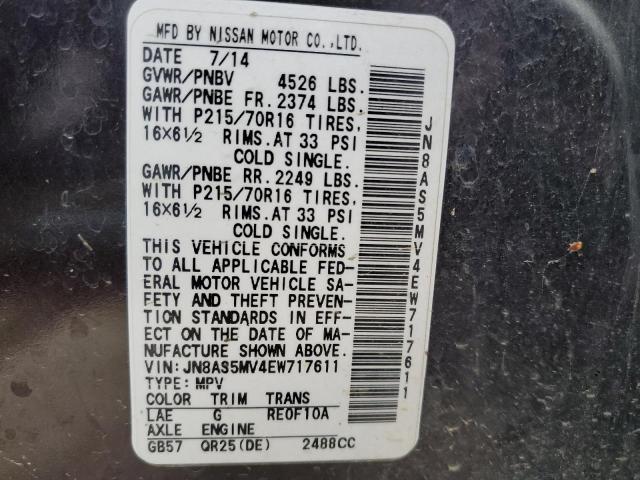 MFD BY NISSAN MOTOR CO.,LTD.
DATE 7/14
GVWR/PNBV 4526 LBS.
GAWR/PNBE FR. 2374 LBS.
WITH P215/70R16 TIRES,
16X6½ RIMS. AT 33 PSI
COLD SINGLE.
GAWR/PNBE RR. 2249 LBS.
WITH P215/70R16 TIRES,
16X6½ RIMS. AT 33 PSI
COLD SINGLE.
THIS VEHICLE CONFORMS
TO ALL APPLICABLE FED-
ERAL MOTOR VEHICLE SA-
FETY AND THEFT PREVEN-
TION STANDARDS IN EFF-
ECT ON THE DATE OF MA-
NUFACTURE SHOWN ABOVE.
VIN: JN8AS5MV4EW717611
TYPE: MPV
COLOR TRIM TRANS
LAE G RE0F10A
AXLE ENGINE
GB57 QR25(DE) 2488CC
JN8AS5MV4EW717611